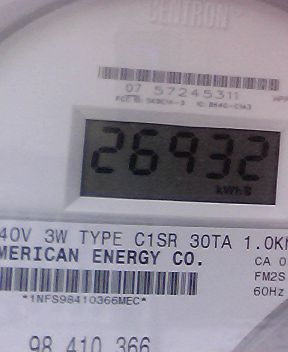 CENTRON
07 57245311
26932
kWhS
40V 3W TYPE C1SR 30TA 1.0K
MERICAN ENERGY CO.
CA 0
FM2S
60Hz
*1NFS98410366MEC*
98 410 366